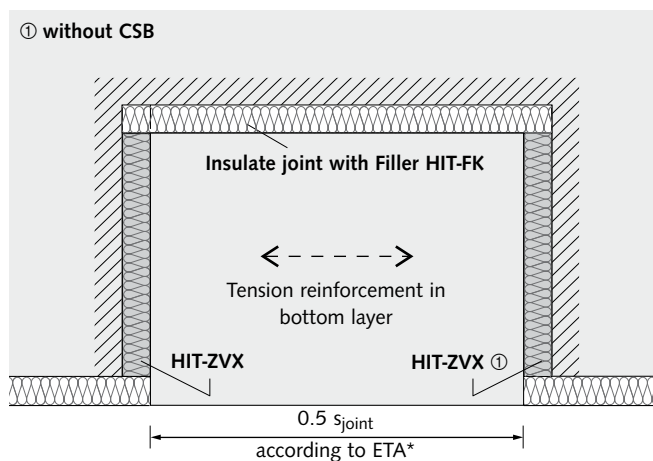 ① without CSB
Insulate joint with Filler HIT-FK
Tension reinforcement in
bottom layer
HIT-ZVX
HIT-ZVX ①
0.5 sjoint
according to ETA*